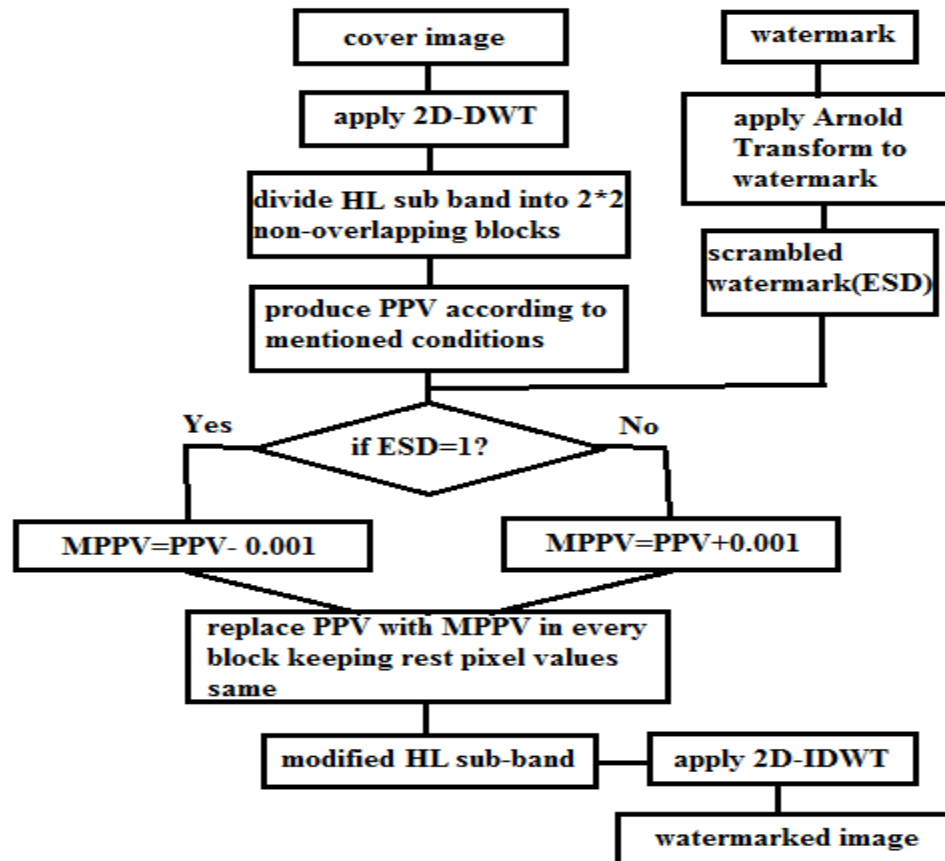 cover image
watermark
apply 2D-DWT
apply Arnold
Transform to
watermark
divide HL sub band into 2*2
non-overlapping blocks
scrambled
watermark(ESD)
produce PPV according to
mentioned conditions
Yes
if ESD=1?
No
MPPV=PPV- 0.001
MPPV=PPV+0.001
replace PPV with MPPV in every
block keeping rest pixel values
same
modified HL sub-band
apply 2D-IDWT
watermarked image